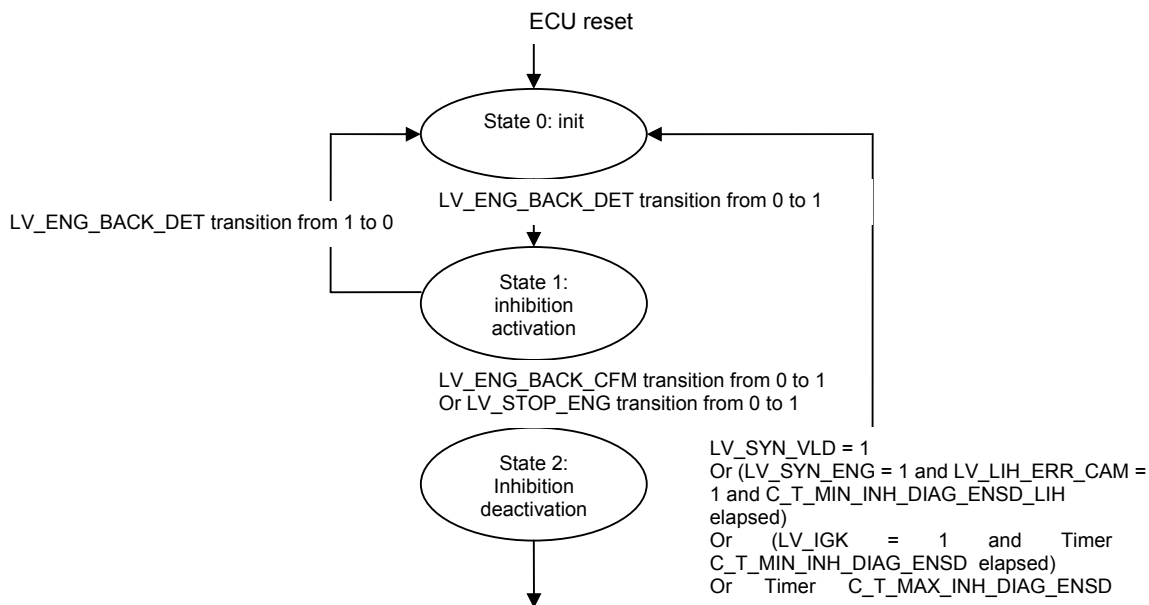 ECU reset
State 0: init
LV_ENG_BACK_DET transition from 0 to 1
LV_ENG_BACK_DET transition from 1 to 0
State 1:
inhibition
activation
LV_ENG_BACK_CFM transition from 0 to 1
Or LV_STOP_ENG transition from 0 to 1
State 2:
Inhibition
deactivation
LV_SYN_VLD = 1
Or (LV_SYN_ENG = 1 and LV_LIH_ERR_CAM =
1 and C_T_MIN_INH_DIAG_ENSD_LIH
elapsed)
Or (LV_IGK = 1 and Timer
C_T_MIN_INH_DIAG_ENSD elapsed)
Or Timer C_T_MAX_INH_DIAG_ENSD